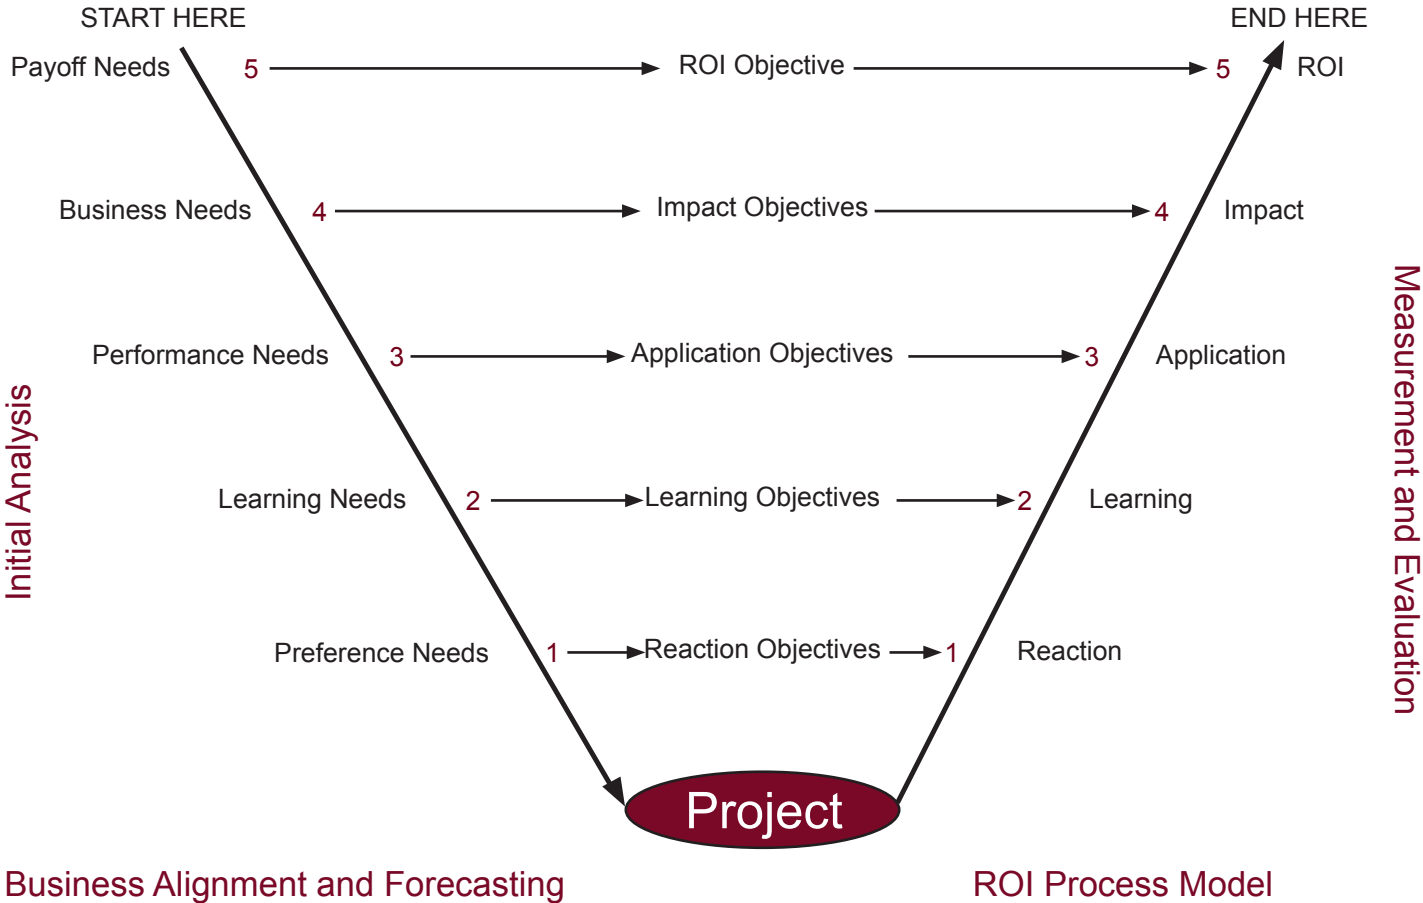 START HERE
END HERE
Payoff Needs 5 ROI Objective 5 ROI
Business Needs 4 Impact Objectives 4 Impact
Performance Needs 3 Application Objectives 3 Application
Learning Needs 2 Learning Objectives 2 Learning
Preference Needs 1 Reaction Objectives 1 Reaction
Initial Analysis
Measurement and Evaluation
Project
Business Alignment and Forecasting
ROI Process Model